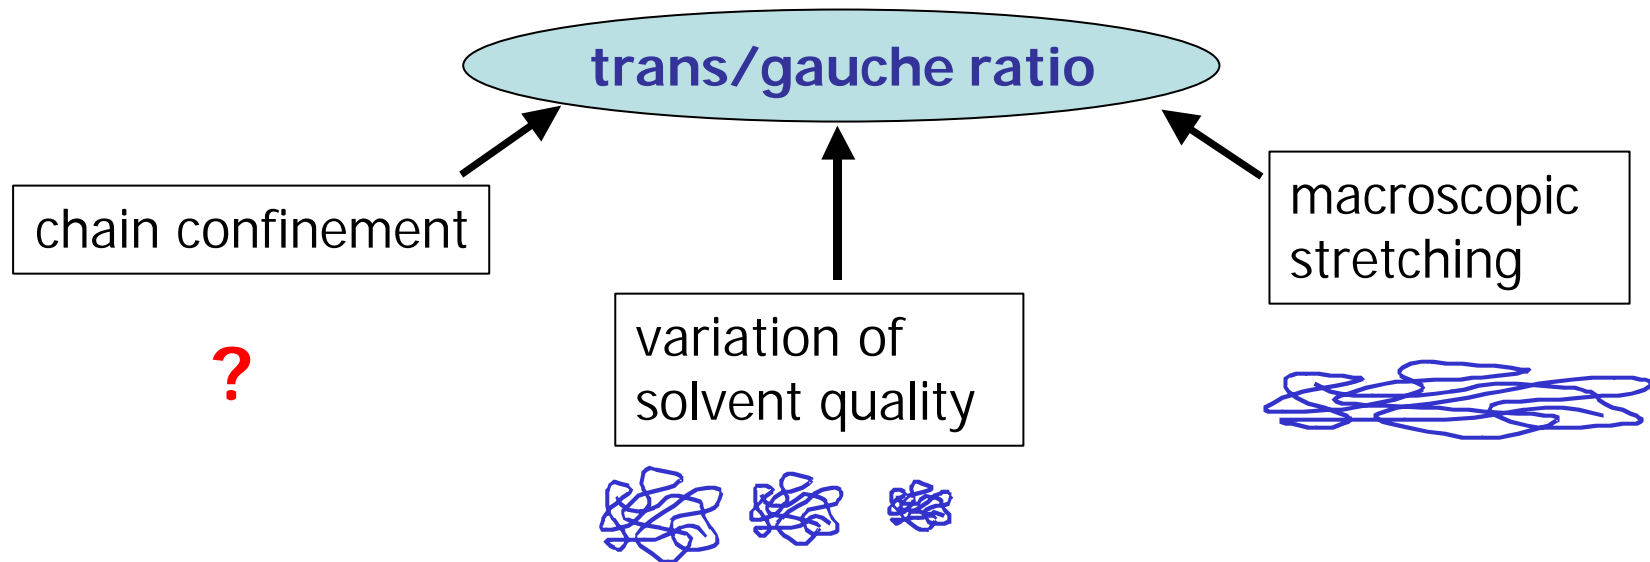 trans/gauche ratio
chain confinement
?
variation of
solvent quality
macroscopic
stretching